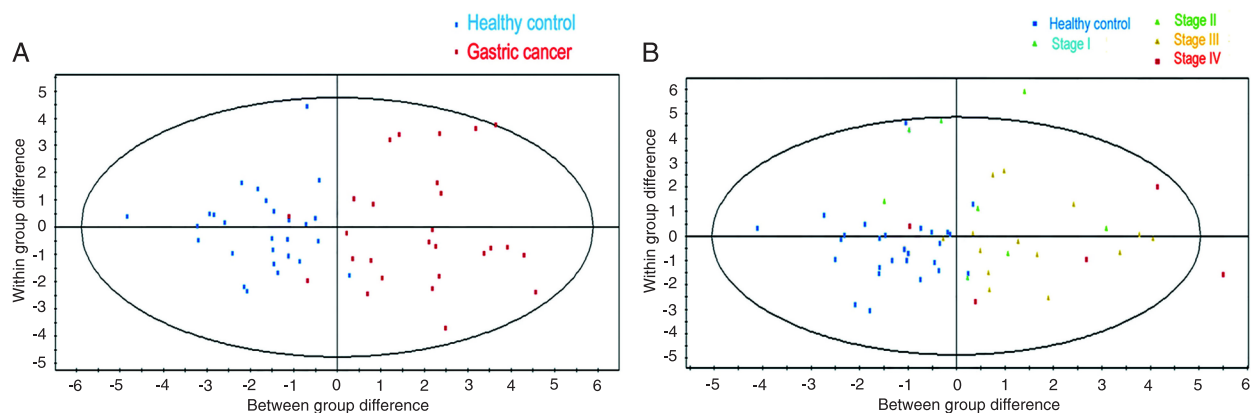 A
Healthy control
Gastric cancer
Within group difference
5
4
3
2
1
0
-1
-2
-3
-4
-5
-6 -5 -4 -3 -2 -1 0 1 2 3 4 5 6
Between group difference
B
Healthy control
Stage I
Stage II
Stage III
Stage IV
Within group difference
6
5
4
3
2
1
0
-1
-2
-3
-4
-5
-5 -4 -3 -2 -1 0 1 2 3 4 5 6
Between group difference